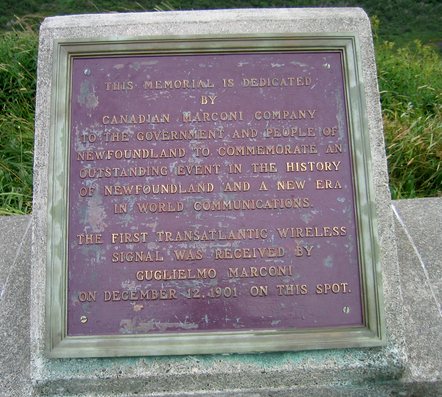 THIS MEMORIAL IS DEDICATED
BY
CANADIAN MARCONI COMPANY
TO THE GOVERNMENT AND PEOPLE OF
NEWFOUNDLAND TO COMMEMORATE AN
OUTSTANDING EVENT IN THE HISTORY
OF NEWFOUNDLAND AND A NEW ERA
IN WORLD COMMUNICATIONS.
THE FIRST TRANSATLANTIC WIRELESS
SIGNAL WAS RECEIVED BY
GUGLIELMO MARCONI
ON DECEMBER 12, 1901. ON THIS SPOT.